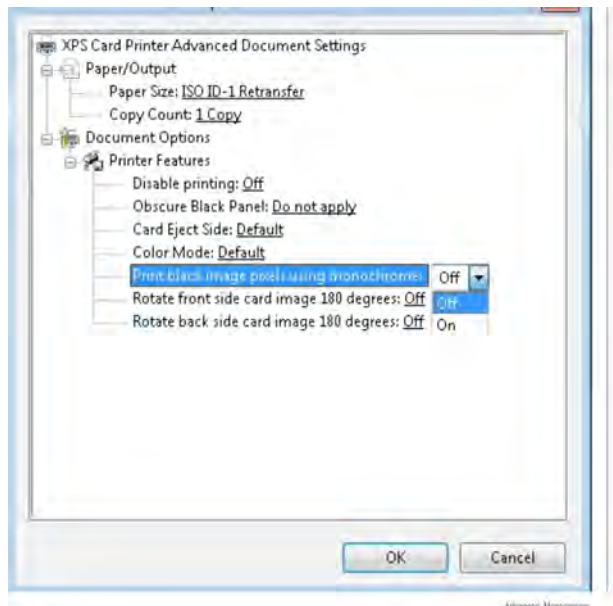 XPS Card Printer Advanced Document Settings
Paper/Output
Paper Size: ISO ID-1 Retransfer
Copy Count: 1 Copy
Document Options
Printer Features
Disable printing: Off
Obscure Black Panel: Do not apply
Card Eject Side: Default
Color Mode: Default
Print black image pixels using monochrome: Off
Rotate front side card image 180 degrees: Off Off
Rotate back side card image 180 degrees: Off On
OK Cancel